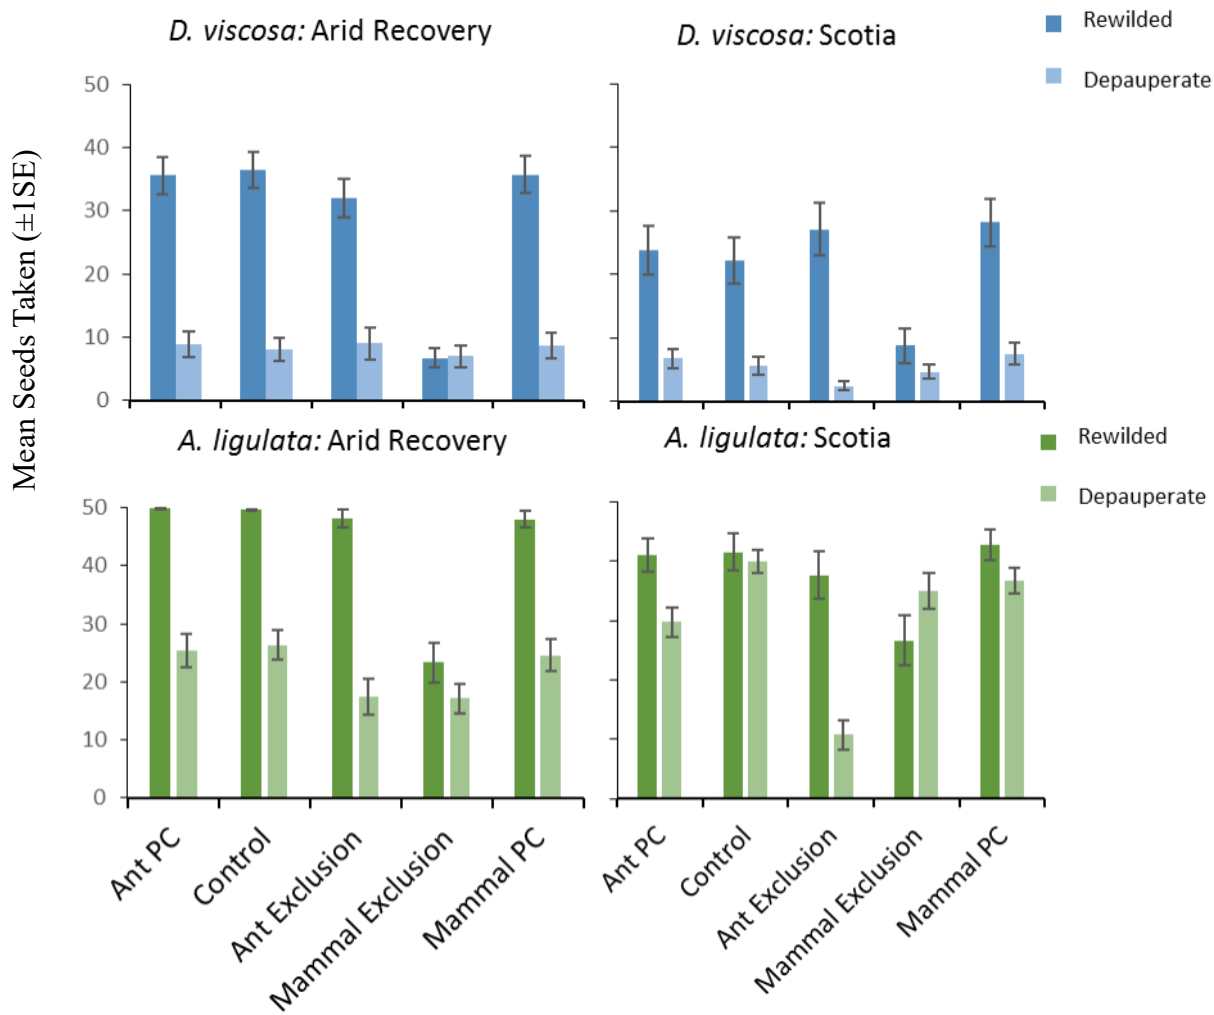 D. viscosa: Arid Recovery
D. viscosa: Scotia
Rewilded
Depauperate
Mean Seeds Taken (±1SE)
50
40
30
20
10
0
A. ligulata: Arid Recovery
A. ligulata: Scotia
Rewilded
Depauperate
50
40
30
20
10
0
Ant PC
Control
Ant Exclusion
Mammal Exclusion
Mammal PC
Ant PC
Control
Ant Exclusion
Mammal Exclusion
Mammal PC